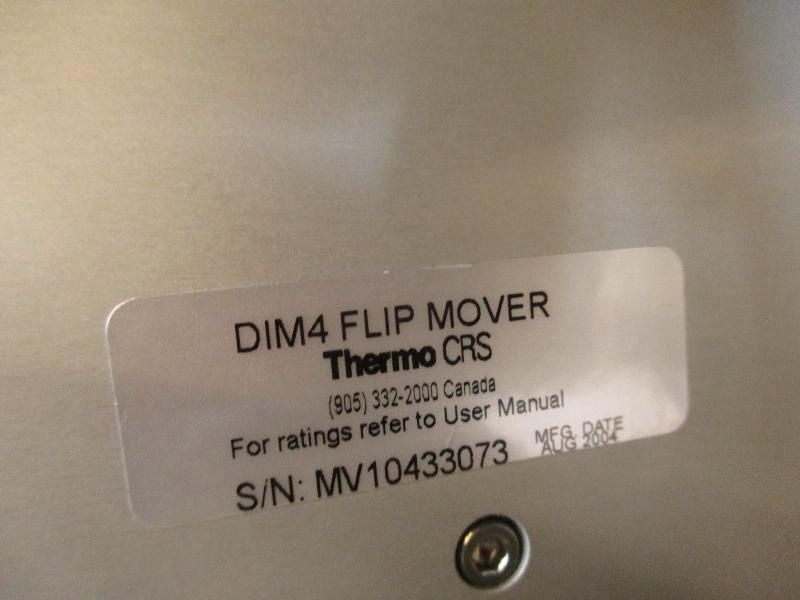 DIM4 FLIP MOVER
Thermo CRS
(905) 332-2000 Canada
For ratings refer to User Manual
S/N: MV10433073
MFG. DATE
AUG 2004